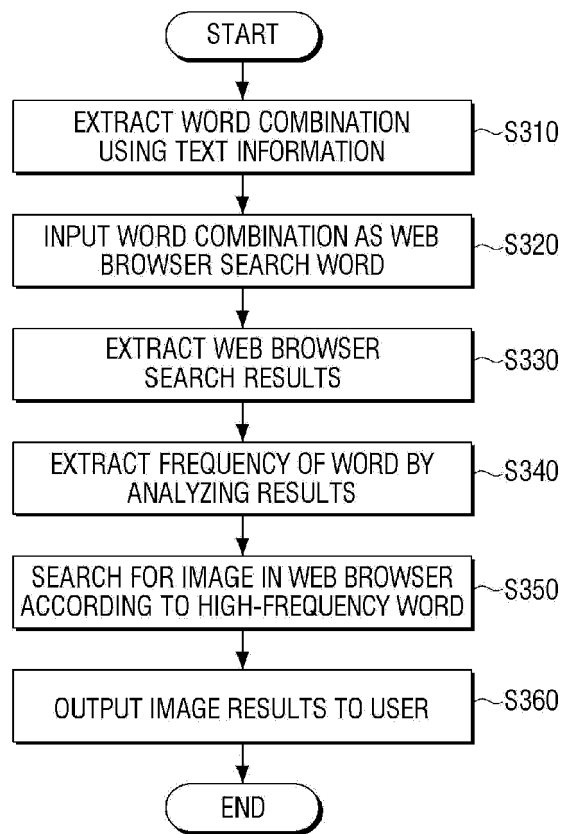 START
EXTRACT WORD COMBINATION
USING TEXT INFORMATION
S310
INPUT WORD COMBINATION AS WEB
BROWSER SEARCH WORD
S320
EXTRACT WEB BROWSER
SEARCH RESULTS
S330
EXTRACT FREQUENCY OF WORD BY
ANALYZING RESULTS
S340
SEARCH FOR IMAGE IN WEB BROWSER
ACCORDING TO HIGH-FREQUENCY WORD
S350
OUTPUT IMAGE RESULTS TO USER
S360
END